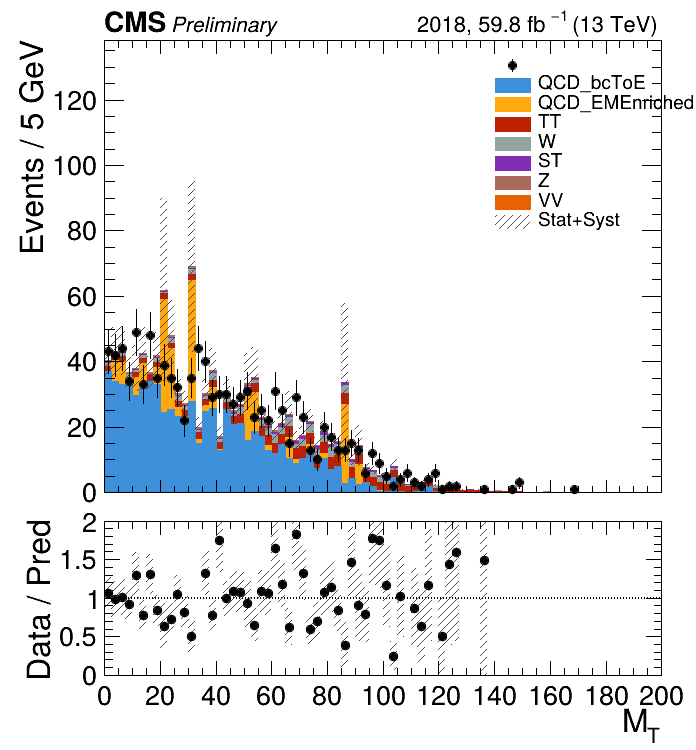 CMS Preliminary 2018, 59.8 fb⁻¹ (13 TeV)
Events / 5 GeV
120
100
80
60
40
20
0
QCD_bcToE
QCD_EMEnriched
TT
W
ST
Z
VV
Stat+Syst
Data / Pred
2
1.5
1
0.5
0
0 20 40 60 80 100 120 140 160 180 200
M_T